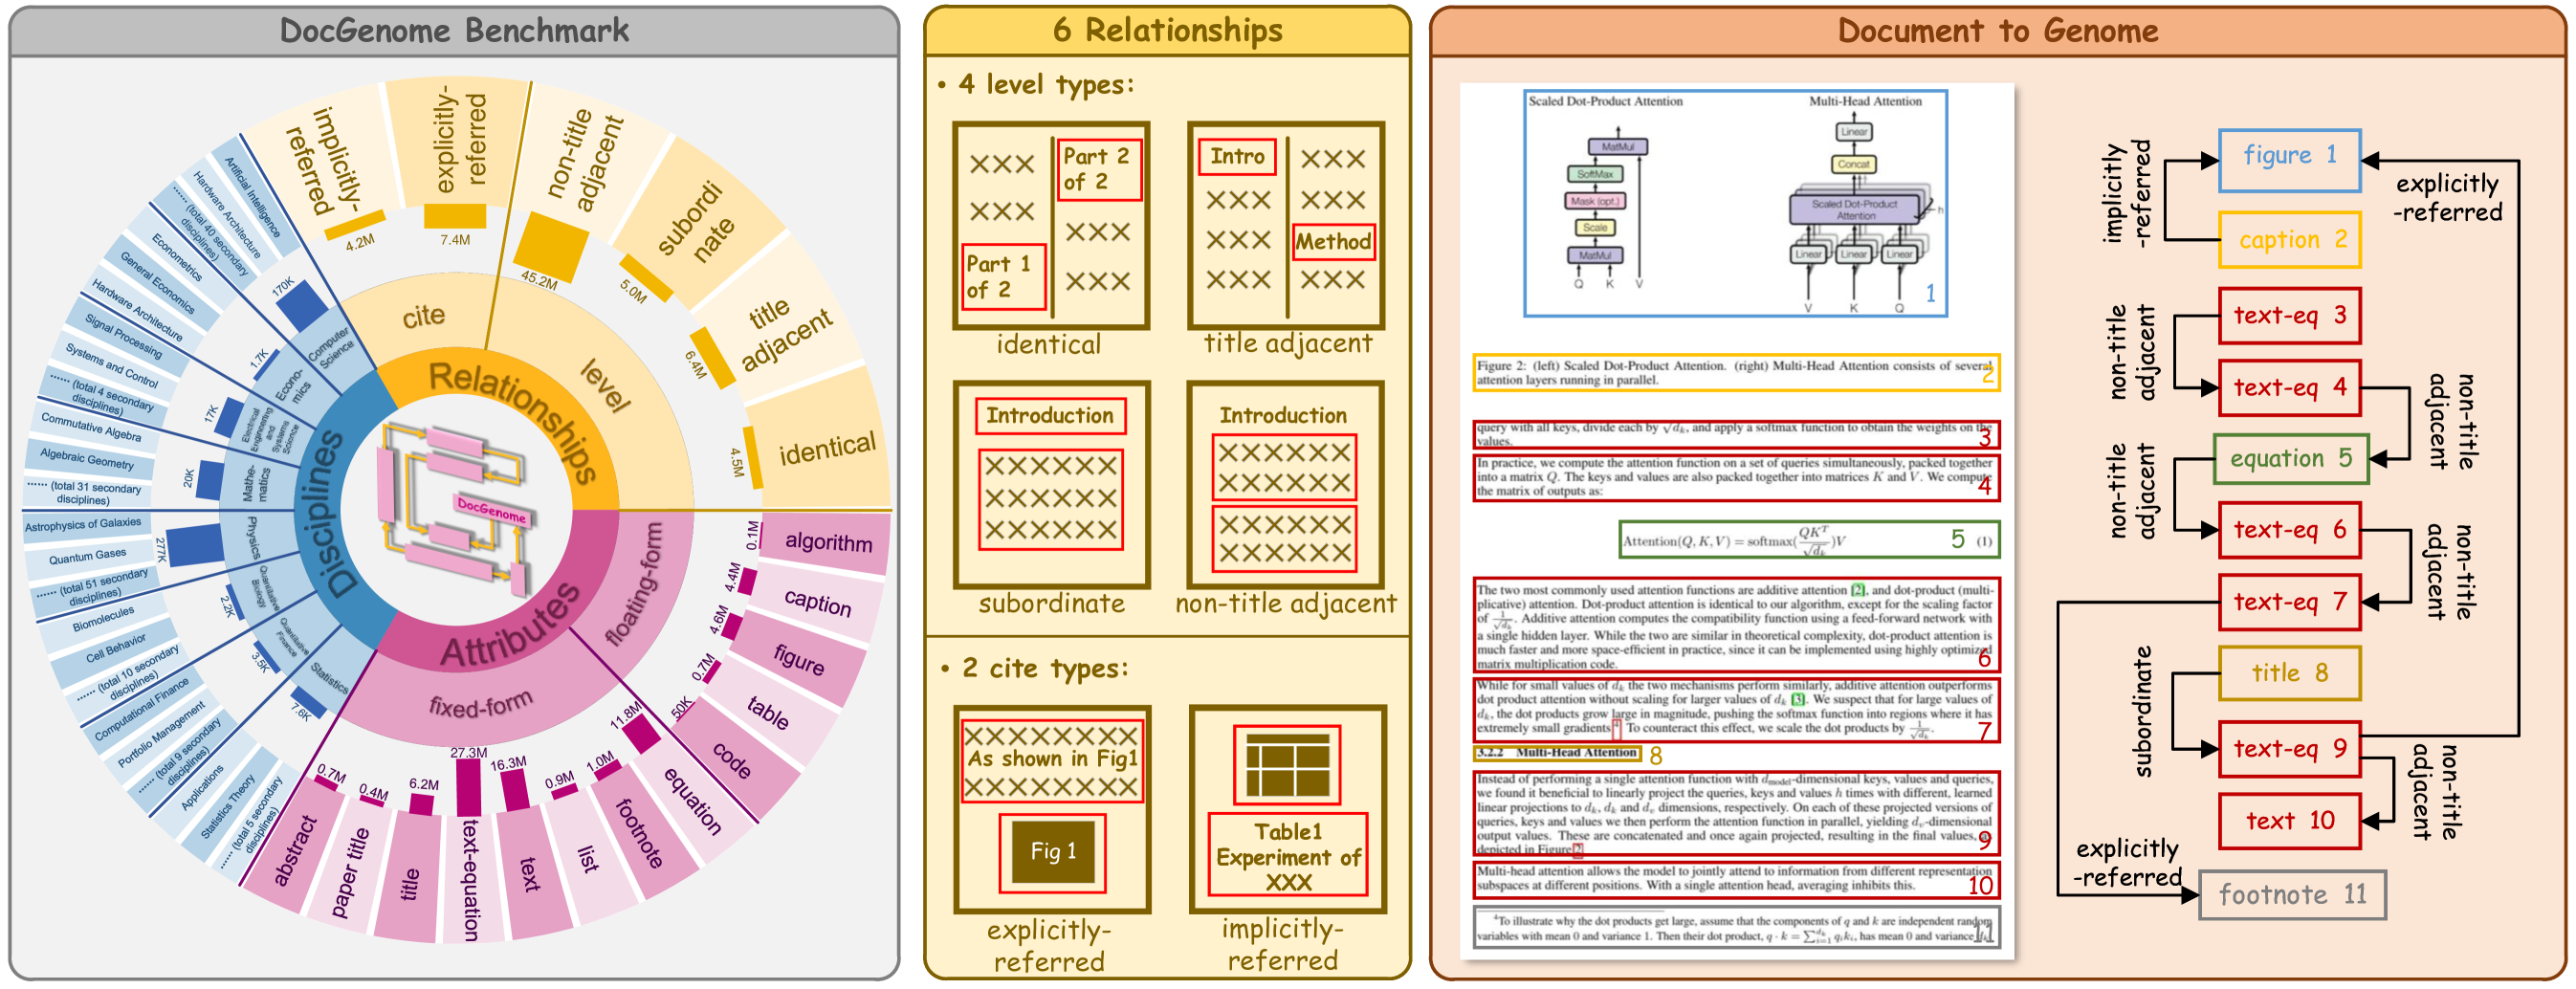 DocGenome Benchmark
implicitly-
referred
4.2M
explicitly-
referred
7.4M
non-title
adjacent
45.2M
subordi
nate
5.0M
title
adjacent
6.4M
identical
4.5M
cite
level
Relationships
Disciplines
Attributes
DocGenome
Artificial Intelligence
Hardware Architecture
...... (total 40 secondary
disciplines)
170K
Computer
Science
Econometrics
General Economics
Hardware Architecture
1.7K
Econo-
mics
Signal Processing
Systems and Control
...... (total 4 secondary
disciplines)
17K
Electrical
Engineering
and
Systems
Science
Commutative Algebra
Algebraic Geometry
...... (total 31 secondary
disciplines)
20K
Mathe-
matics
Astrophysics of Galaxies
Quantum Gases
...... (total 51 secondary
disciplines)
277K
Physics
Biomolecules
Cell Behavior
...... (total 10 secondary
disciplines)
2.2K
Quantitative
Biology
Computational Finance
Portfolio Management
...... (total 9 secondary
disciplines)
3.5K
Quantitative
Finance
Applications
Statistics Theory
...... (total 5 secondary
disciplines)
7.6K
Statistics
floating-form
fixed-form
0.1M
algorithm
4.4M
caption
4.6M
figure
0.7M
table
50K
code
11.8M
equation
1.0M
footnote
0.9M
list
16.3M
text
27.3M
text-equation
6.2M
title
0.4M
paper title
0.7M
abstract
6 Relationships
• 4 level types:
XXX
XXX
Part 1
of 2
Part 2
of 2
XXX
XXX
identical
Intro
XXX
XXX
XXX
XXX
Method
XXX
title adjacent
Introduction
XXXXXX
XXXXXX
XXXXXX
subordinate
Introduction
XXXXXX
XXXXXX
XXXXXX
XXXXXX
non-title adjacent
• 2 cite types:
XXXXXXXX
As shown in Fig1
XXXXXXXX
Fig 1
explicitly-
referred
Table1
Experiment of
XXX
implicitly-
referred
Document to Genome
Scaled Dot-Product Attention
MatMul
SoftMax
Mask (opt.)
Scale
MatMul
Q K V
Multi-Head Attention
Linear
Concat
Scaled Dot-Product
Attention
h
Linear Linear Linear
V K Q
1
Figure 2: (left) Scaled Dot-Product Attention. (right) Multi-Head Attention consists of several
attention layers running in parallel.
2
query with all keys, divide each by √dk, and apply a softmax function to obtain the weights on the
values.
3
In practice, we compute the attention function on a set of queries simultaneously, packed together
into a matrix Q. The keys and values are also packed together into matrices K and V. We compute
the matrix of outputs as:
4
Attention(Q, K, V) = softmax(QK^T/√dk)V (1)
5
The two most commonly used attention functions are additive attention [2], and dot-product (multi-
plicative) attention. Dot-product attention is identical to our algorithm, except for the scaling factor
of 1/√dk. Additive attention computes the compatibility function using a feed-forward network with
a single hidden layer. While the two are similar in theoretical complexity, dot-product attention is
much faster and more space-efficient in practice, since it can be implemented using highly optimized
matrix multiplication code.
6
While for small values of dk the two mechanisms perform similarly, additive attention outperforms
dot product attention without scaling for larger values of dk [3]. We suspect that for large values of
dk, the dot products grow large in magnitude, pushing the softmax function into regions where it has
extremely small gradients 4. To counteract this effect, we scale the dot products by 1/√dk.
7
3.2.2 Multi-Head Attention
8
Instead of performing a single attention function with dmodel-dimensional keys, values and queries,
we found it beneficial to linearly project the queries, keys and values h times with different, learned
linear projections to dk, dk and dv dimensions, respectively. On each of these projected versions of
queries, keys and values we then perform the attention function in parallel, yielding dv-dimensional
output values. These are concatenated and once again projected, resulting in the final values, as
depicted in Figure 2.
9
Multi-head attention allows the model to jointly attend to information from different representation
subspaces at different positions. With a single attention head, averaging inhibits this.
10
4To illustrate why the dot products get large, assume that the components of q and k are independent random
variables with mean 0 and variance 1. Then their dot product, q · k = ∑ᵢ₌₁^dk qiki, has mean 0 and variance dk.
11
figure 1
caption 2
text-eq 3
text-eq 4
equation 5
text-eq 6
text-eq 7
title 8
text-eq 9
text 10
footnote 11
implicitly
-referred
explicitly
-referred
non-title
adjacent
non-title
adjacent
non-title
adjacent
non-title
adjacent
subordinate
non-title
adjacent
explicitly
-referred